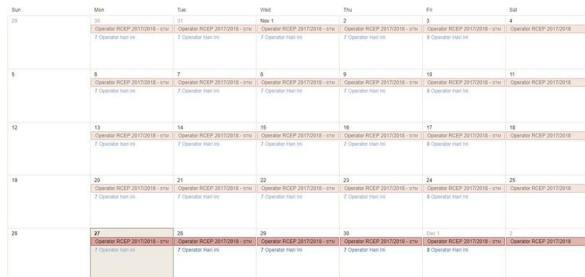 Sun Mon Tue Wed Thu Fri Sat
29 30 31 Nov 1 2 3 4
Operator RCEP 2017/2018 - STM Operator RCEP 2017/2018 - STM Operator RCEP 2017/2018 - STM Operator RCEP 2017/2018 - STM Operator RCEP 2017/2018 - STM Operator RCEP 2017/2018
7 Operator Hari Ini 7 Operator Hari Ini 7 Operator Hari Ini 7 Operator Hari Ini 8 Operator Hari Ini
5 6 7 8 9 10 11
Operator RCEP 2017/2018 - STM Operator RCEP 2017/2018 - STM Operator RCEP 2017/2018 - STM Operator RCEP 2017/2018 - STM Operator RCEP 2017/2018 - STM Operator RCEP 2017/2018
7 Operator Hari Ini 7 Operator Hari Ini 7 Operator Hari Ini 7 Operator Hari Ini 8 Operator Hari Ini
12 13 14 15 16 17 18
Operator RCEP 2017/2018 - STM Operator RCEP 2017/2018 - STM Operator RCEP 2017/2018 - STM Operator RCEP 2017/2018 - STM Operator RCEP 2017/2018 - STM Operator RCEP 2017/2018
7 Operator Hari Ini 7 Operator Hari Ini 7 Operator Hari Ini 7 Operator Hari Ini 8 Operator Hari Ini
19 20 21 22 23 24 25
Operator RCEP 2017/2018 - STM Operator RCEP 2017/2018 - STM Operator RCEP 2017/2018 - STM Operator RCEP 2017/2018 - STM Operator RCEP 2017/2018 - STM Operator RCEP 2017/2018
7 Operator Hari Ini 7 Operator Hari Ini 7 Operator Hari Ini 7 Operator Hari Ini 8 Operator Hari Ini
26 27 28 29 30 Dec 1 2
Operator RCEP 2017/2018 - STM Operator RCEP 2017/2018 - STM Operator RCEP 2017/2018 - STM Operator RCEP 2017/2018 - STM Operator RCEP 2017/2018 - STM Operator RCEP 2017/2018
7 Operator Hari Ini 7 Operator Hari Ini 7 Operator Hari Ini 7 Operator Hari Ini 8 Operator Hari Ini